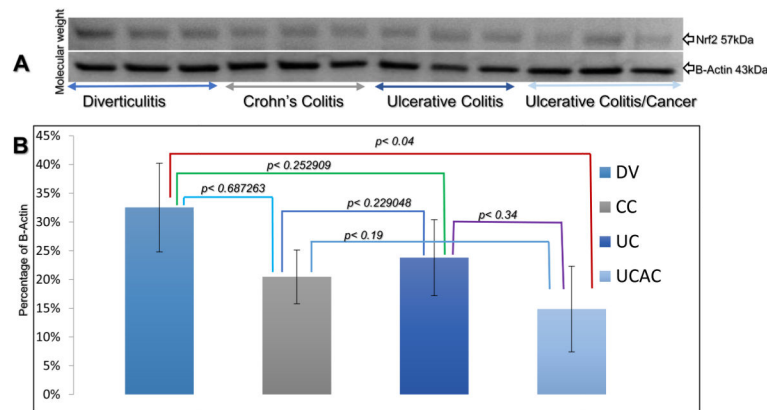 Molecular weight
Nrf2 57kDa
A
B-Actin 43kDa
Diverticulitis
Crohn's Colitis
Ulcerative Colitis
Ulcerative Colitis/Cancer
B
Percentage of B-Actin
45%
40%
35%
30%
25%
20%
15%
10%
5%
0%
p< 0.04
p< 0.252909
p< 0.687263
p< 0.229048
p< 0.34
p< 0.19
DV
CC
UC
UCAC